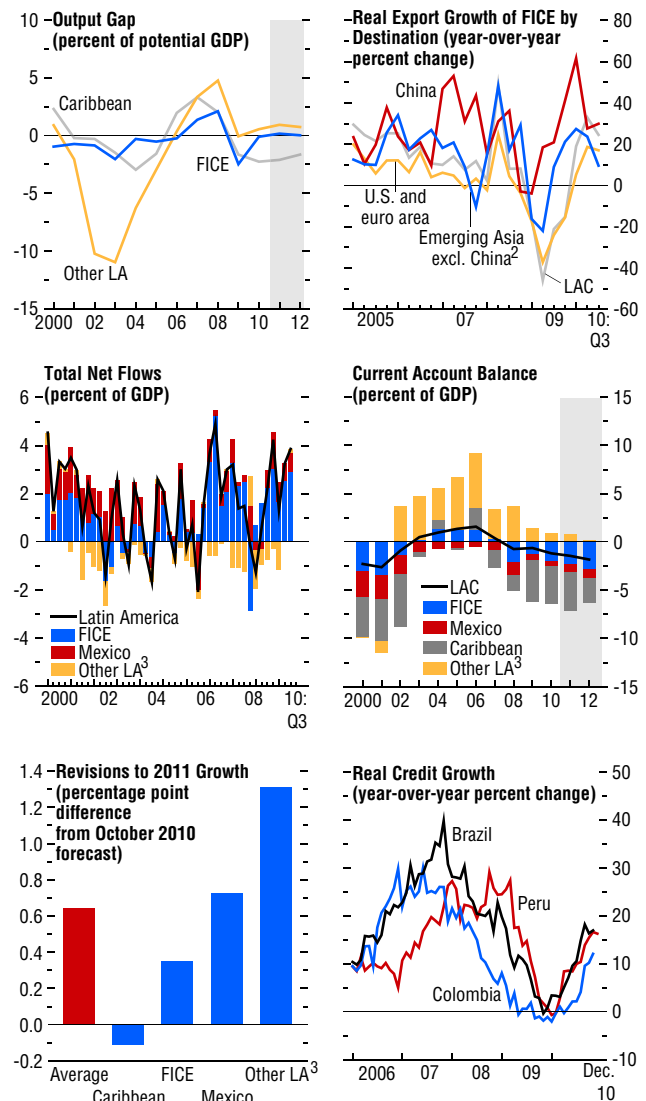 Output Gap
(percent of potential GDP)
10
5
0
-5
-10
-15
Caribbean
FICE
Other LA
2000 02 04 06 08 10 12
Real Export Growth of FICE by
Destination (year-over-year
percent change)
80
60
40
20
0
-20
-40
-60
China
U.S. and
euro area
Emerging Asia
excl. China2
LAC
2005 07 09 10:
Q3
Total Net Flows
(percent of GDP)
6
4
2
0
-2
-4
-6
Latin America
FICE
Mexico
Other LA3
2000 02 04 06 08 10:
Q3
Current Account Balance
(percent of GDP)
15
10
5
0
-5
-10
-15
LAC
FICE
Mexico
Caribbean
Other LA3
2000 02 04 06 08 10 12
Revisions to 2011 Growth
(percentage point
difference
from October 2010
forecast)
1.4
1.2
1.0
0.8
0.6
0.4
0.2
0.0
-0.2
Average FICE Other LA3
Caribbean Mexico
Real Credit Growth
(year-over-year percent change)
50
40
30
20
10
0
-10
Brazil
Peru
Colombia
2006 07 08 09 Dec.
10